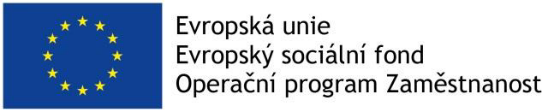 Evropská unie
Evropský sociální fond
Operační program Zaměstnanost